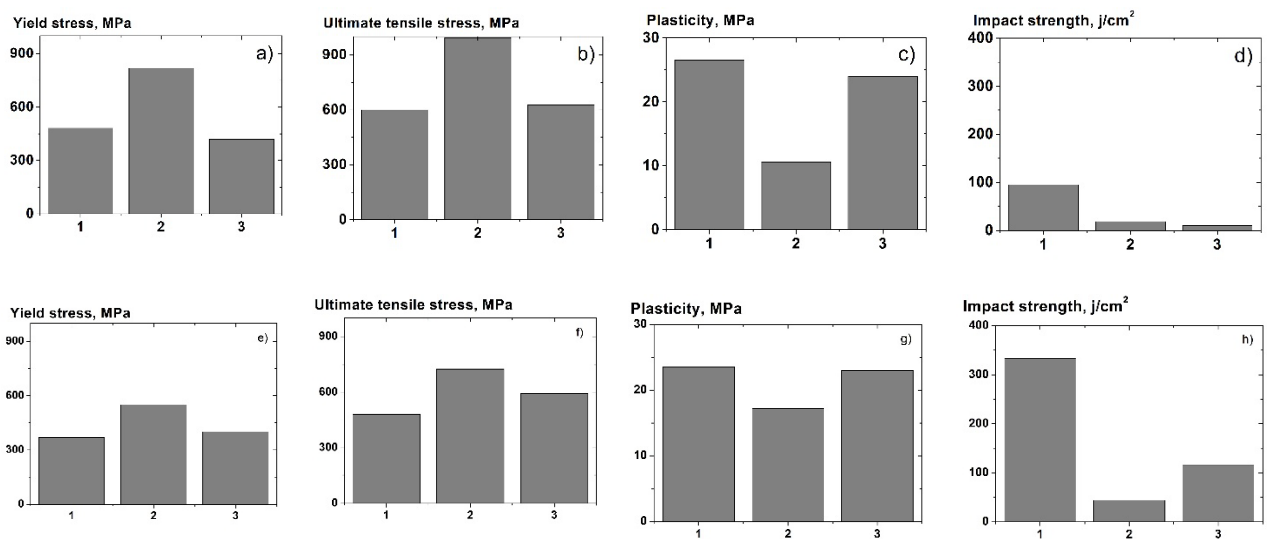 Yield stress, MPa
a)
900
600
300
0
1 2 3
Ultimate tensile stress, MPa
b)
900
600
300
0
1 2 3
Plasticity, MPa
c)
30
20
10
0
1 2 3
Impact strength, j/cm²
d)
400
300
200
100
0
1 2 3
Yield stress, MPa
e)
900
600
300
0
1 2 3
Ultimate tensile stress, MPa
f)
900
600
300
0
1 2 3
Plasticity, MPa
g)
30
20
10
0
1 2 3
Impact strength, j/cm²
h)
400
300
200
100
0
1 2 3